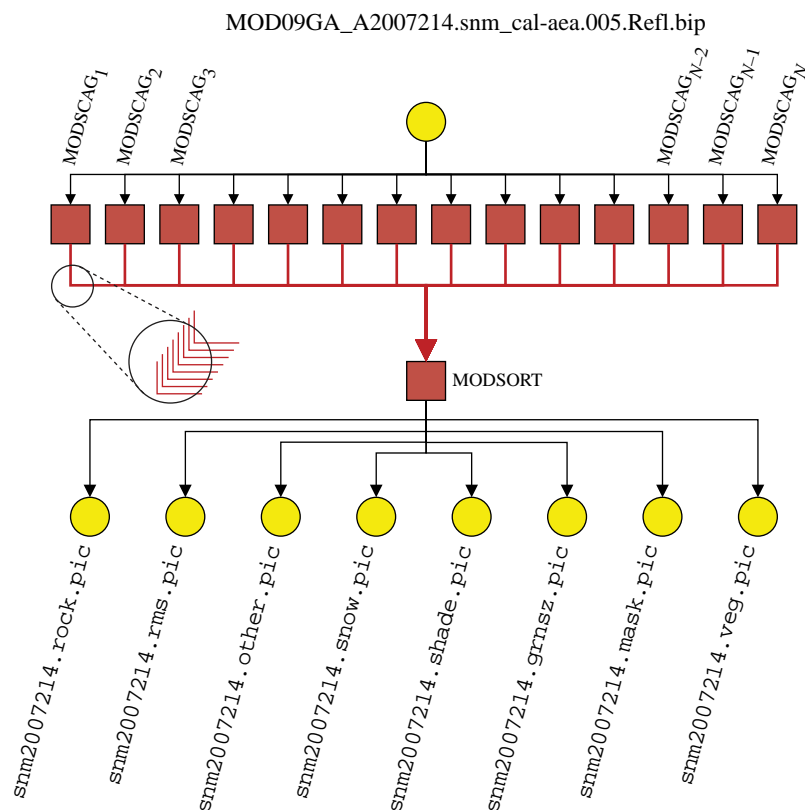 MOD09GA_A2007214.snm_cal-aea.005.Refl.bip
MODSCAG1
MODSCAG2
MODSCAG3
MODSCAGN–2
MODSCAGN–1
MODSCAGN
MODSORT
snm2007214.rock.pic
snm2007214.rms.pic
snm2007214.other.pic
snm2007214.snow.pic
snm2007214.shade.pic
snm2007214.grnsz.pic
snm2007214.mask.pic
snm2007214.veg.pic